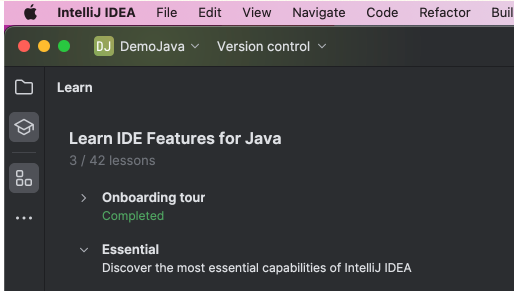 IntelliJ IDEA File Edit View Navigate Code Refactor Buil
DJ DemoJava Version control
Learn
Learn IDE Features for Java
3 / 42 lessons
Onboarding tour
Completed
Essential
Discover the most essential capabilities of IntelliJ IDEA